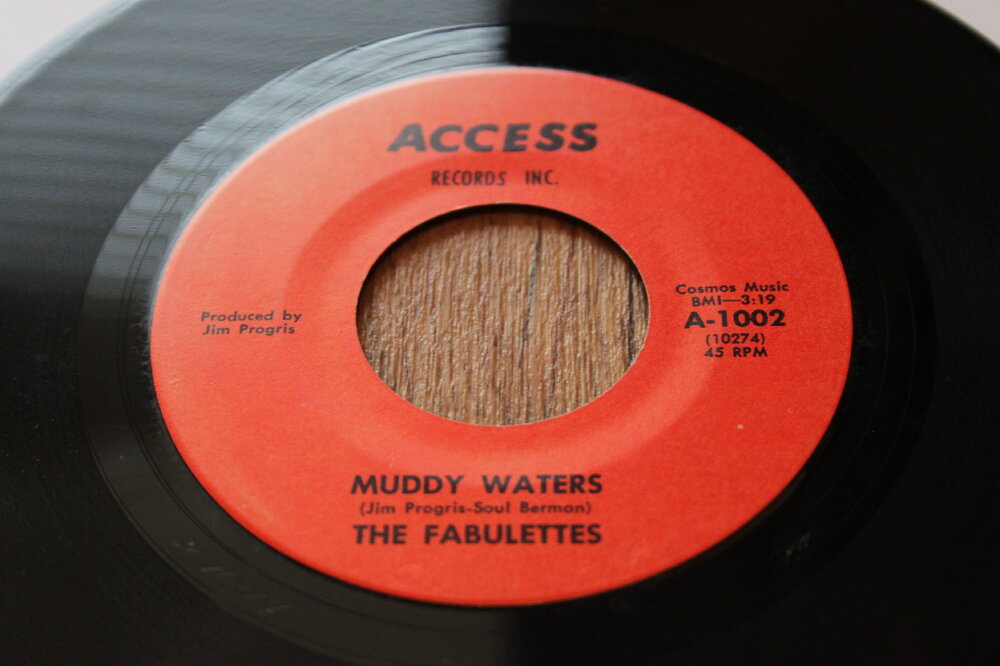 ACCESS
RECORDS INC.
Produced by
Jim Progris
Cosmos Music
BMI—3:19
A-1002
(10274)
45 RPM
MUDDY WATERS
(Jim Progris-Soul Berman)
THE FABULETTES